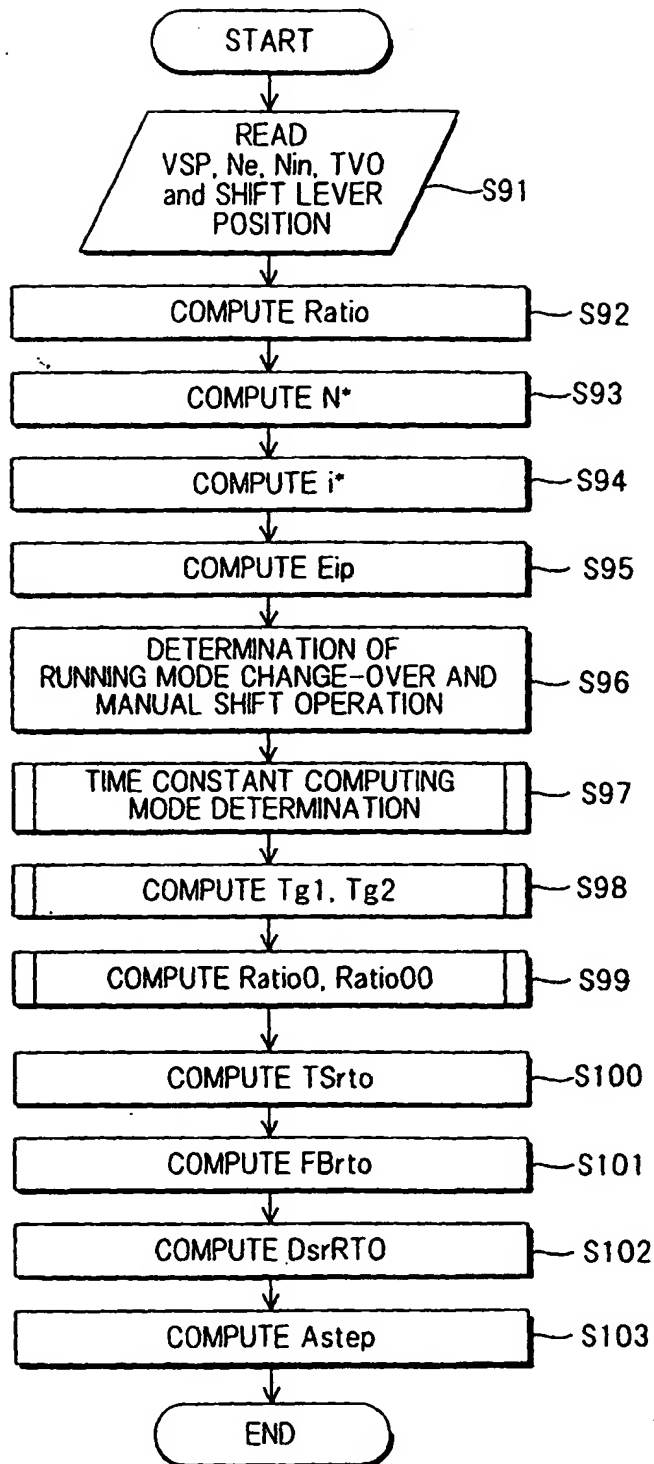 START
READ
VSP, Ne, Nin, TVO
and SHIFT LEVER
POSITION
S91
COMPUTE Ratio
S92
COMPUTE N*
S93
COMPUTE i*
S94
COMPUTE Eip
S95
DETERMINATION OF
RUNNING MODE CHANGE-OVER AND
MANUAL SHIFT OPERATION
S96
TIME CONSTANT COMPUTING
MODE DETERMINATION
S97
COMPUTE Tg1, Tg2
S98
COMPUTE Ratio0, Ratio00
S99
COMPUTE TSrto
S100
COMPUTE FBrto
S101
COMPUTE DsrRTO
S102
COMPUTE Astep
S103
END